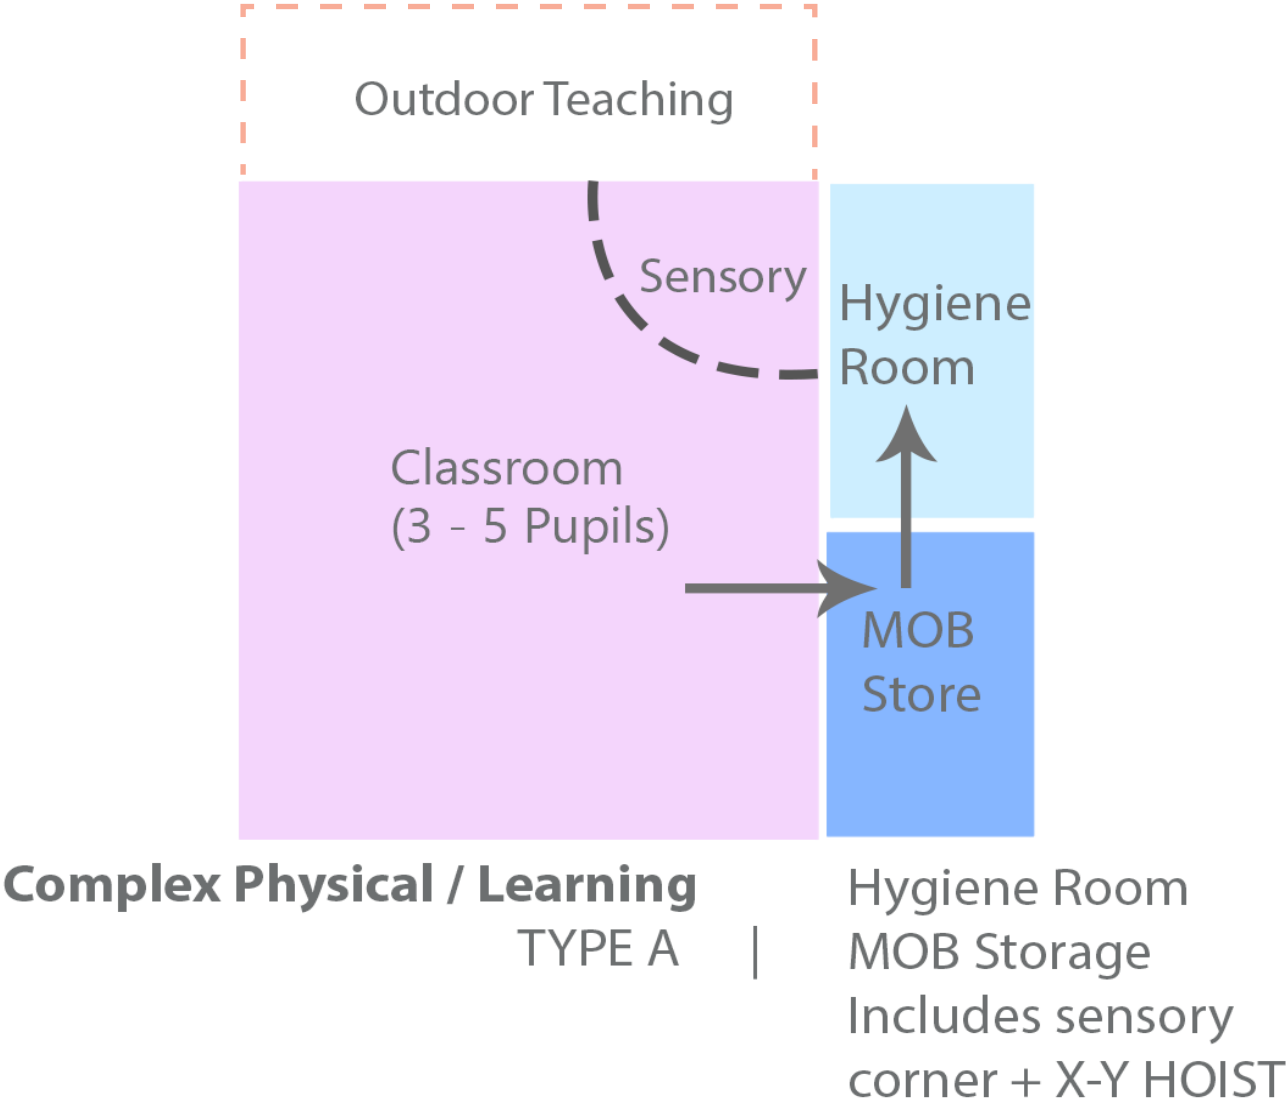 Outdoor Teaching
Sensory
Hygiene
Room
Classroom
(3 - 5 Pupils)
MOB
Store
Complex Physical / Learning
TYPE A |
Hygiene Room
MOB Storage
Includes sensory
corner + X-Y HOIST